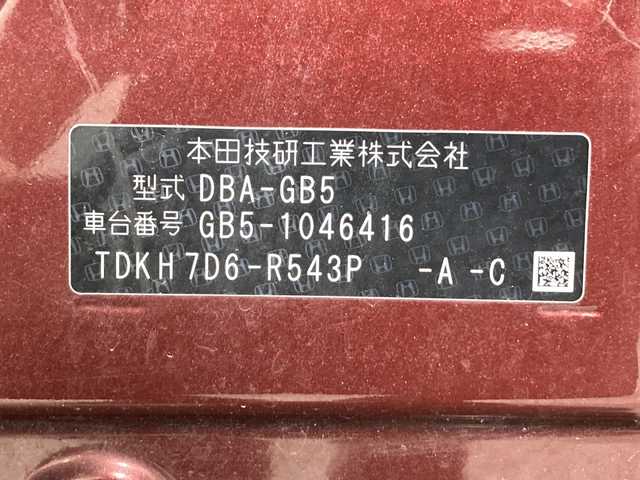 本田技研工業株式会社
型式 DBA-GB5
車台番号 GB5-1046416
TDKH7D6-R543P -A -C